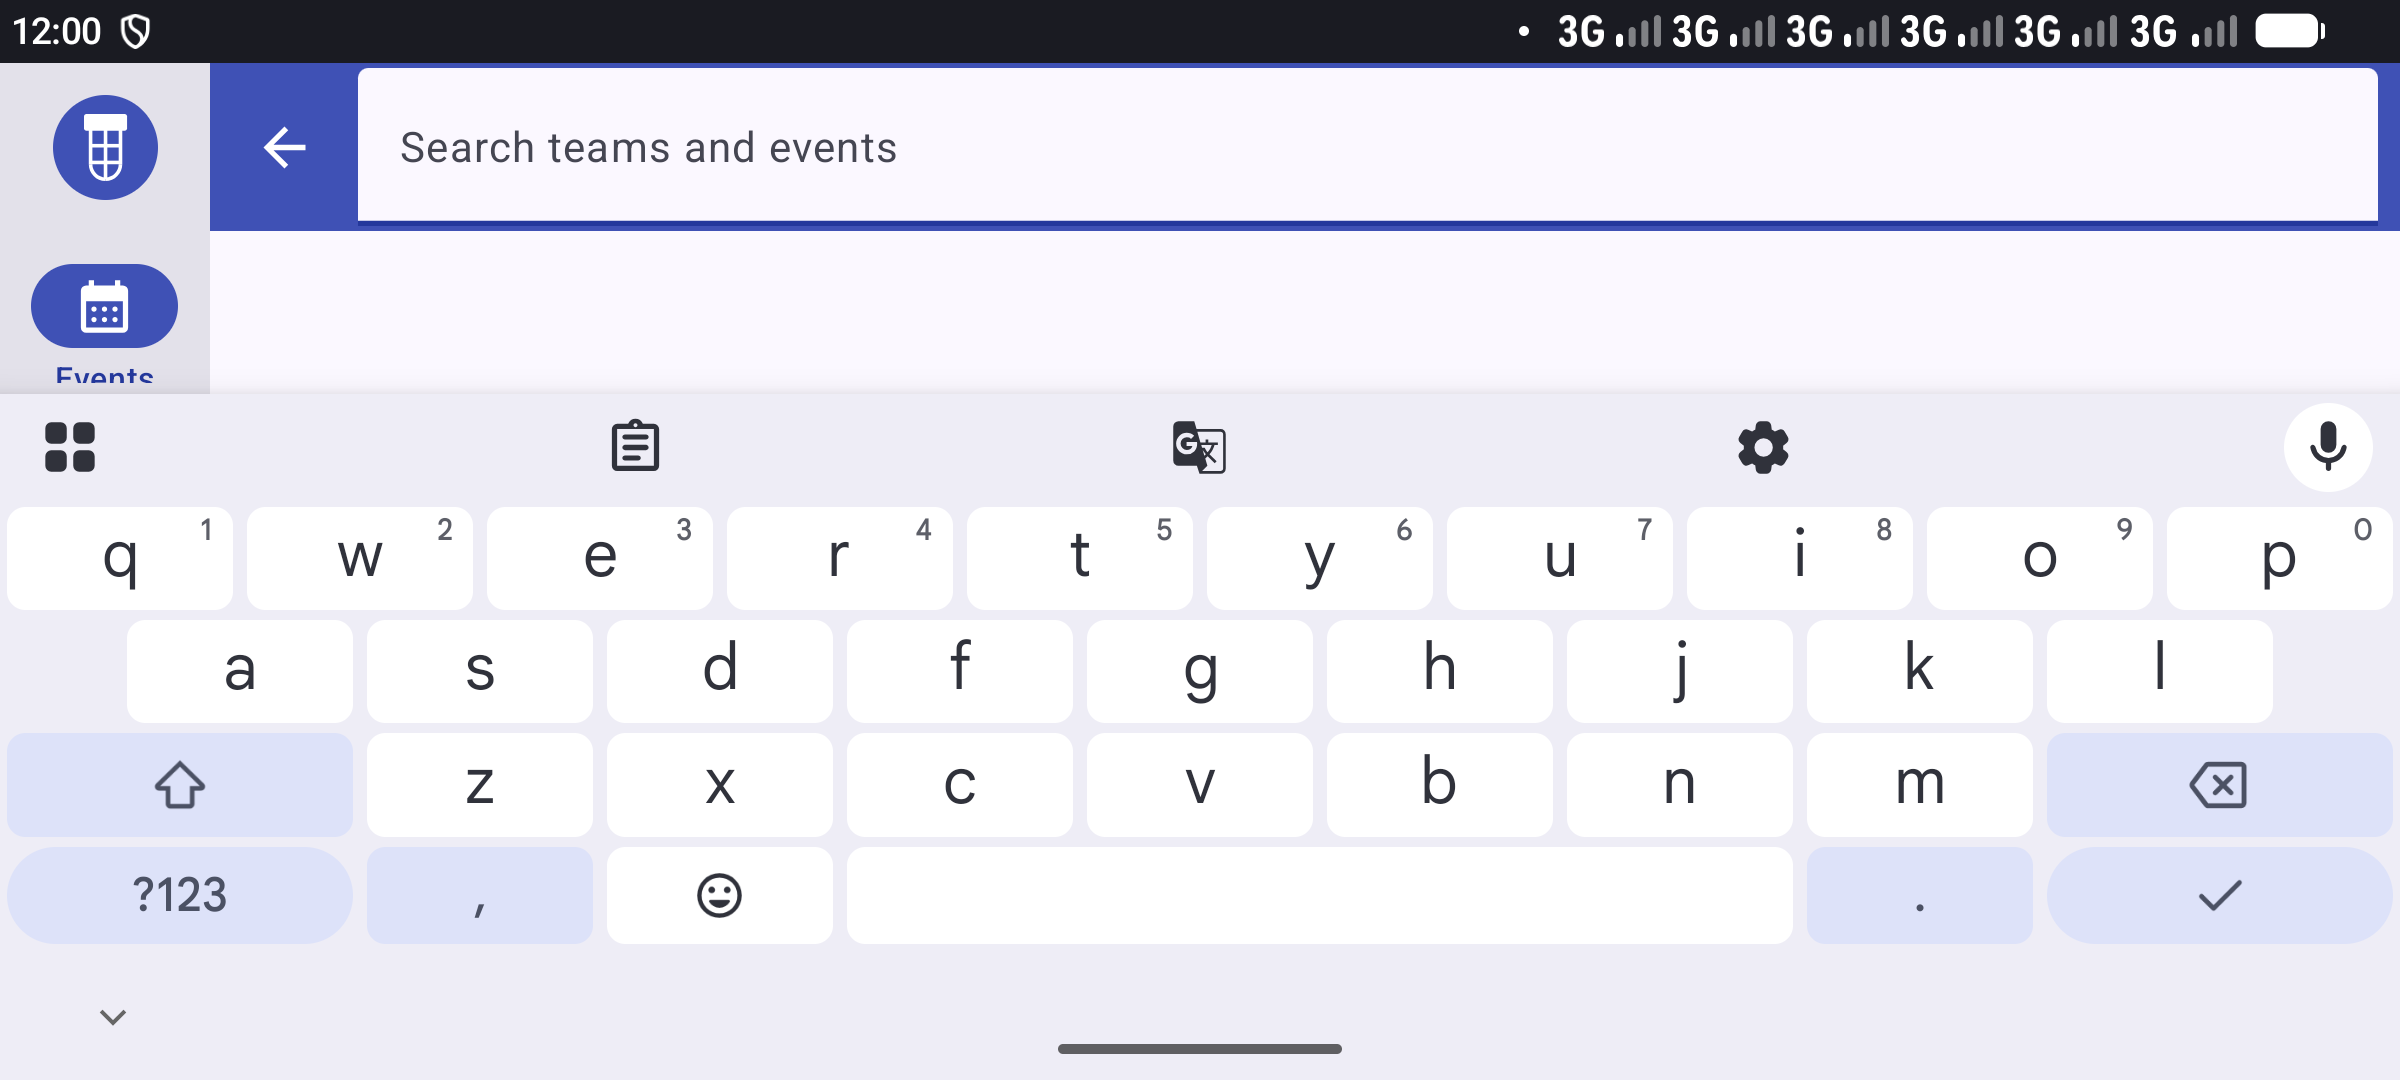 12:00 3G 3G 3G 3G 3G 3G
Search teams and events
Events
q 1 w 2 e 3 r 4 t 5 y 6 u 7 i 8 o 9 p 0
a s d f g h j k l
z x c v b n m
?123 , .